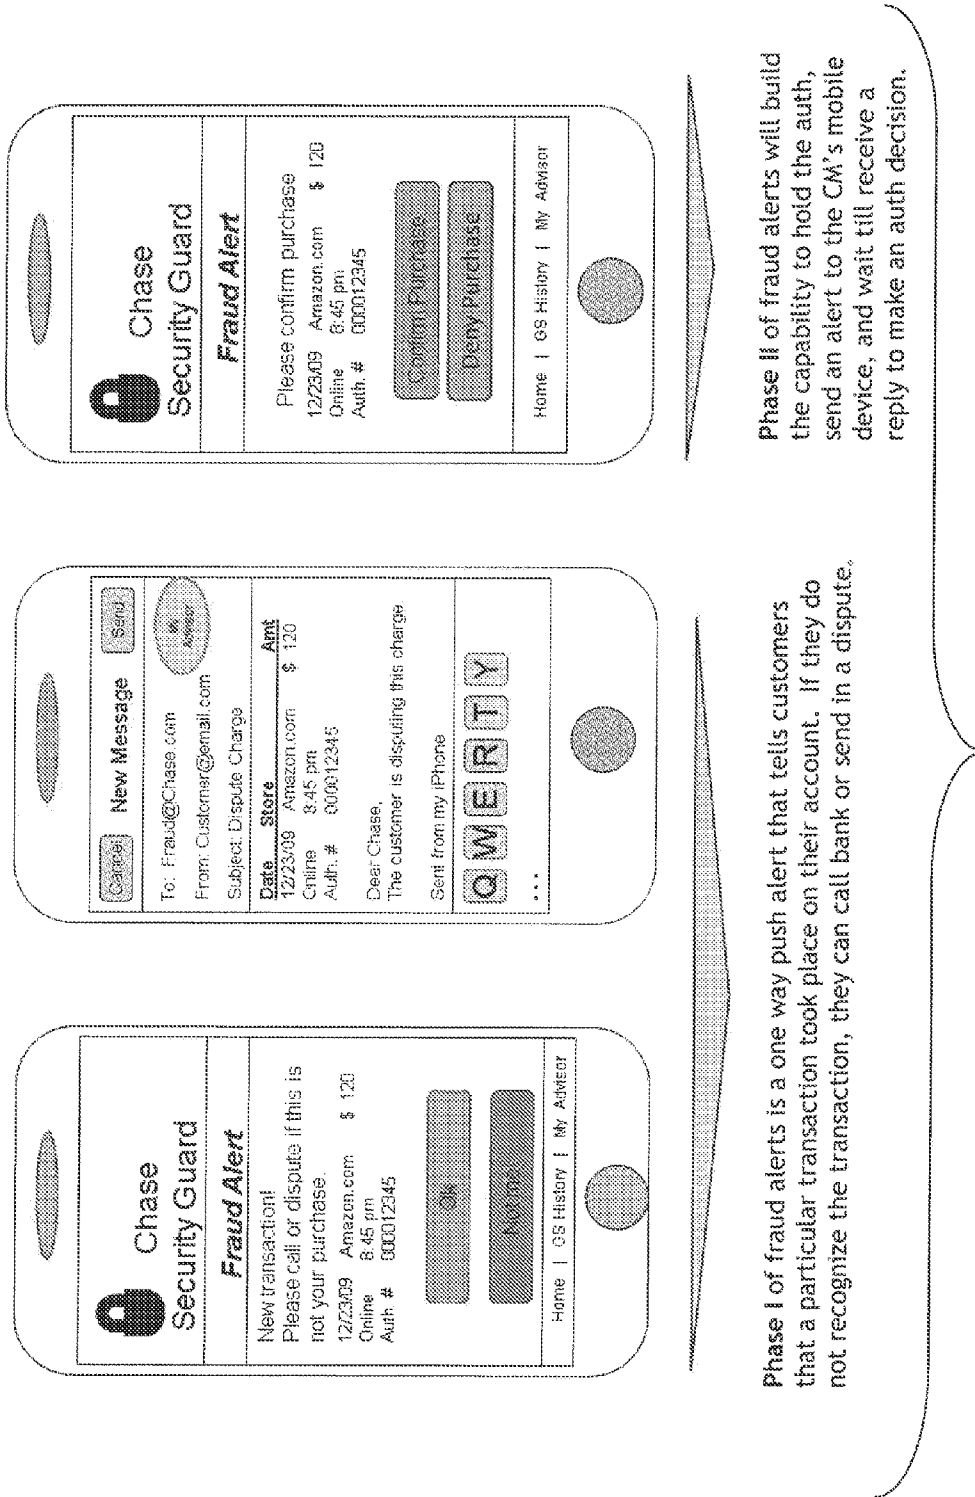 Chase
Security Guard
Fraud Alert
New transaction!
Please call or dispute if this is
not your purchase.
12/23/09 Amazon.com $ 120
Online 8:45 pm
Auth. # 000012345
Ok
Home | GS History | My Advisor
Cancel New Message Send
To: Fraud@Chase.com
My
Advisor
From: Customer@email.com
Subject: Dispute Charge
Date Store Amt
12/23/09 Amazon.com $ 120
Online 8:45 pm
Auth. # 000012345
Dear Chase,
The customer is disputing this charge.
Sent from my iPhone
Q W E R T Y
...
Phase I of fraud alerts is a one way push alert that tells customers
that a particular transaction took place on their account. If they do
not recognize the transaction, they can call bank or send in a dispute.
Chase
Security Guard
Fraud Alert
Please confirm purchase
12/23/09 Amazon.com $ 120
Online 8:45 pm
Auth. # 000012345
Confirm Purchase
Deny Purchase
Home | GS History | My Advisor
Phase II of fraud alerts will build
the capability to hold the auth,
send an alert to the CM's mobile
device, and wait till receive a
reply to make an auth decision.